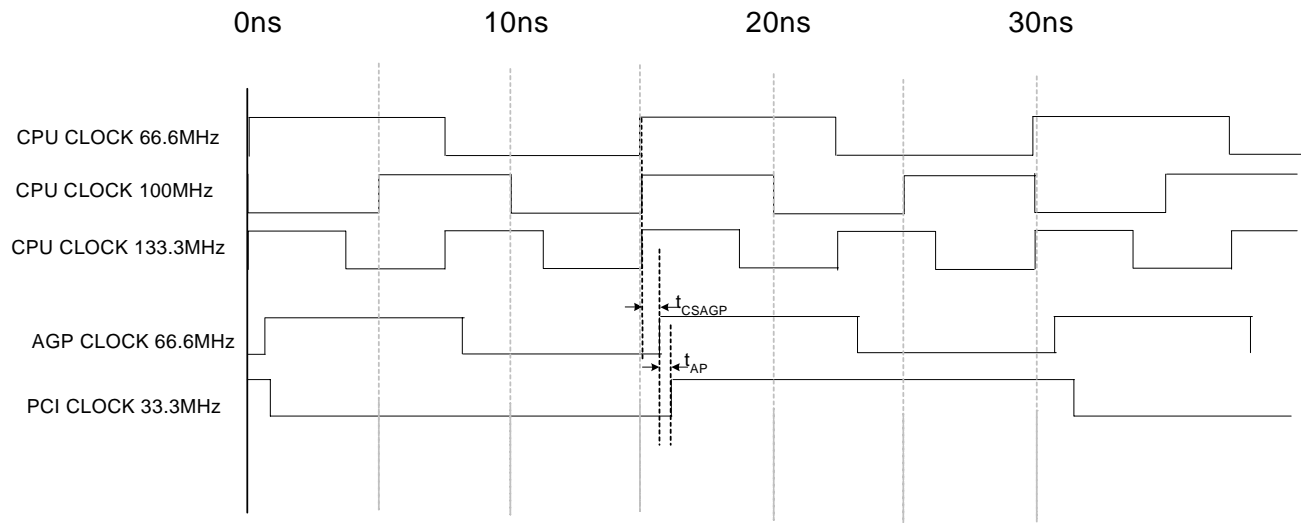 0ns 10ns 20ns 30ns
CPU CLOCK 66.6MHz
CPU CLOCK 100MHz
CPU CLOCK 133.3MHz
tCSAGP
AGP CLOCK 66.6MHz
tAP
PCI CLOCK 33.3MHz